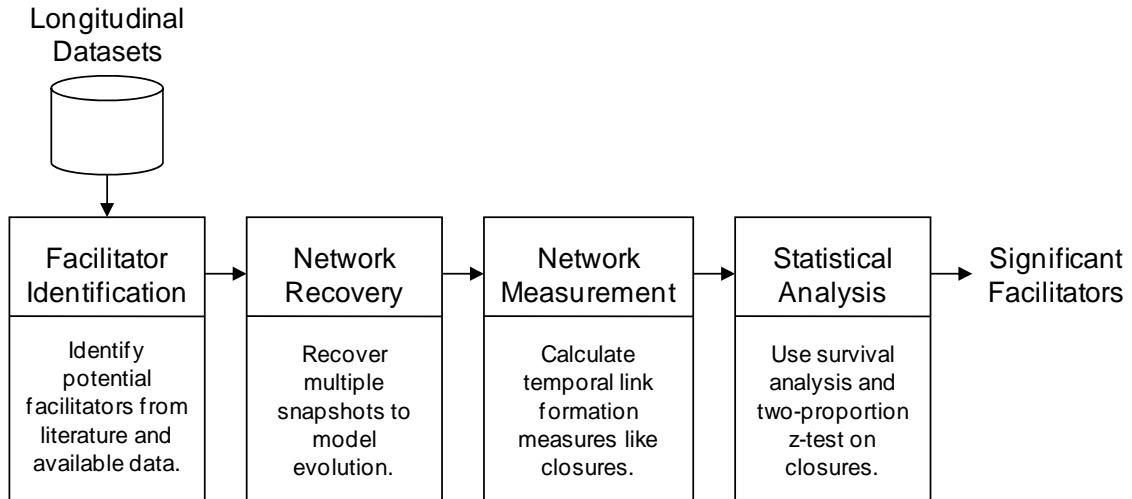 Longitudinal
Datasets
Facilitator
Identification
Identify
potential
facilitators from
literature and
available data.
Network
Recovery
Recover
multiple
snapshots to
model
evolution.
Network
Measurement
Calculate
temporal link
formation
measures like
closures.
Statistical
Analysis
Use survival
analysis and
two-proportion
z-test on
closures.
Significant
Facilitators